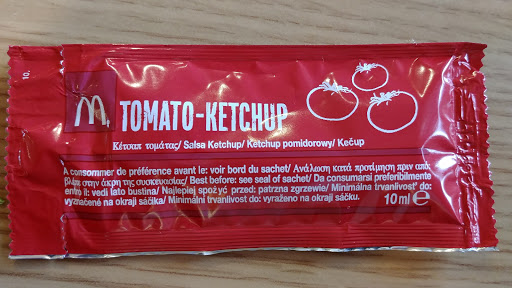 M
TOMATO-KETCHUP
Κέτσαπ τομάτας/ Salsa Ketchup/ Ketchup pomidorowy/ Kečup
A consommer de préférence avant le: voir bord du sachet/ Ανάλωση κατά προτίμηση πριν από:
βλέπε στην άκρη της συσκευασίας/ Best before: see seal of sachet/ Da consumarsi preferibilmente
entro il: vedi lato bustina/ Najlepiej spożyć przed: patrzna zgrzewie/ Minimálna trvanlivosť do:
vyznačené na okraji sáčika/ Minimální trvanlivost do: vyraženo na okraji sáčku.
10 ml e